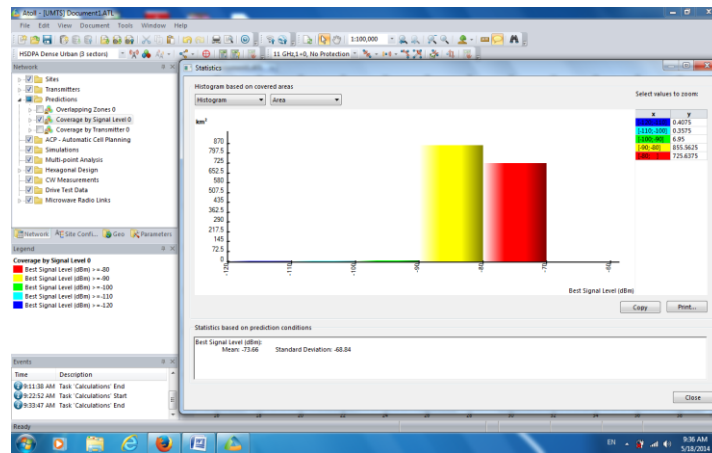 Atoll - [UMTS] Document1.ATL
File Edit View Document Tools Window Help
1:100,000
HSDPA Dense Urban (3 sectors)
11 GHz,1+0, No Protection
Network
Sites
Transmitters
Predictions
Overlapping Zones 0
Coverage by Signal Level 0
Coverage by Transmitter 0
ACP - Automatic Cell Planning
Simulations
Multi-point Analysis
Hexagonal Design
CW Measurements
Drive Test Data
Microwave Radio Links
Network Site Confi... Geo Parameters
Legend
Coverage by Signal Level 0
Best Signal Level (dBm) >=-80
Best Signal Level (dBm) >=-90
Best Signal Level (dBm) >=-100
Best Signal Level (dBm) >=-110
Best Signal Level (dBm) >=-120
Events
Time Description
9:11:38 AM Task 'Calculations' End
9:22:52 AM Task 'Calculations' Start
9:33:47 AM Task 'Calculations' End
Ready
Statistics
Histogram based on covered areas
Histogram Area
Select values to zoom:
x y
0.4075
[-110;-100) 0.3575
[-100;-90) 6.95
[-90;-80) 855.5625
725.6375
km²
870
797.5
725
652.5
580
507.5
435
362.5
290
217.5
145
72.5
0
-120 -110 -100 -90 -80 -70 -60
Best Signal Level (dBm)
Copy Print...
Statistics based on prediction conditions
Best Signal Level (dBm):
Mean: -73.66 Standard Deviation: -68.84
Close
EN
9:36 AM
5/18/2014